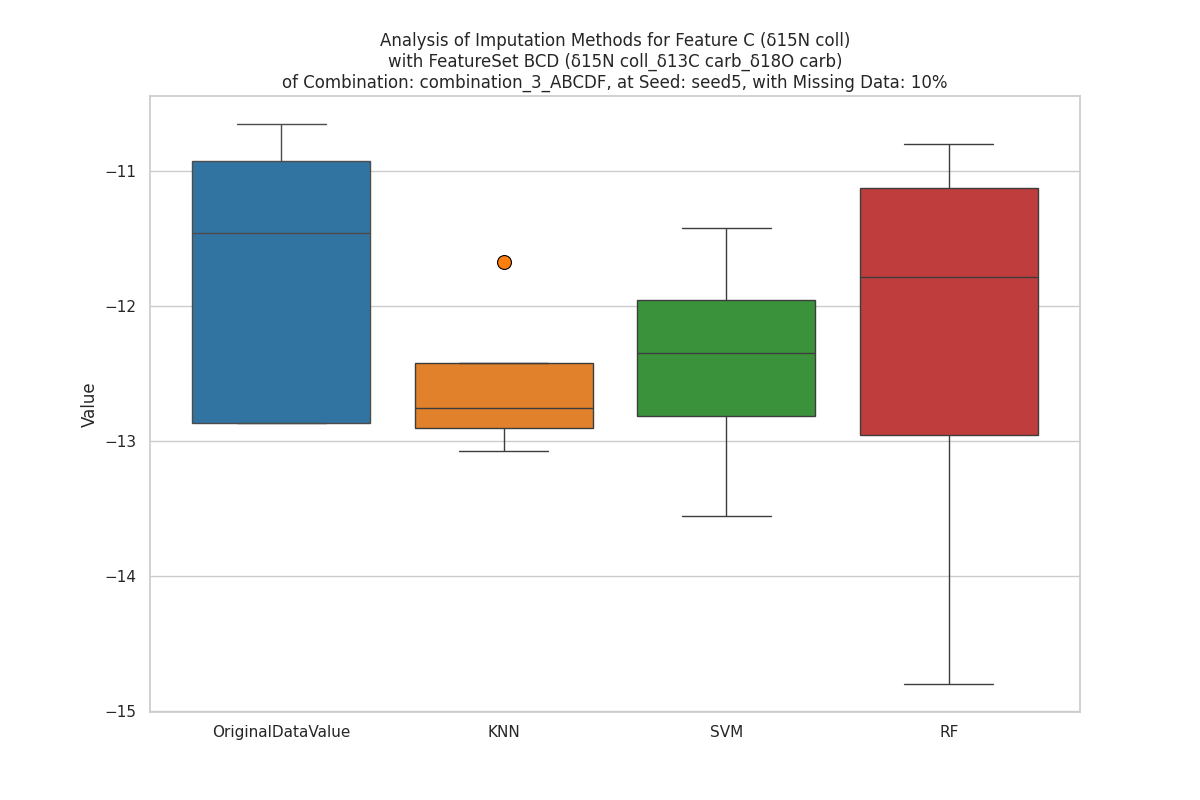 Analysis of Imputation Methods for Feature C (δ15N coll)
with FeatureSet BCD (δ15N coll_δ13C carb_δ18O carb)
of Combination: combination_3_ABCDF, at Seed: seed5, with Missing Data: 10%
Value
−11
−12
−13
−14
−15
OriginalDataValue
KNN
SVM
RF